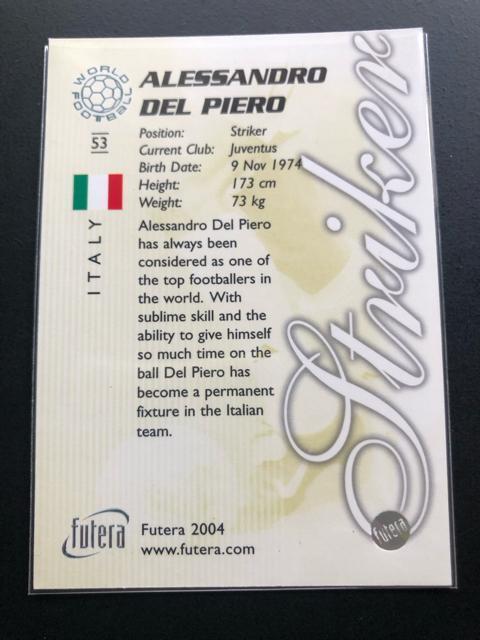 WORLD FOOTBALL
ALESSANDRO
DEL PIERO
53
ITALY
Position: Striker
Current Club: Juventus
Birth Date: 9 Nov 1974
Height: 173 cm
Weight: 73 kg
Alessandro Del Piero
has always been
considered as one of
the top footballers in
the world. With
sublime skill and the
ability to give himself
so much time on the
ball Del Piero has
become a permanent
fixture in the Italian
team.
Striker
futera
Futera 2004
www.futera.com
futera